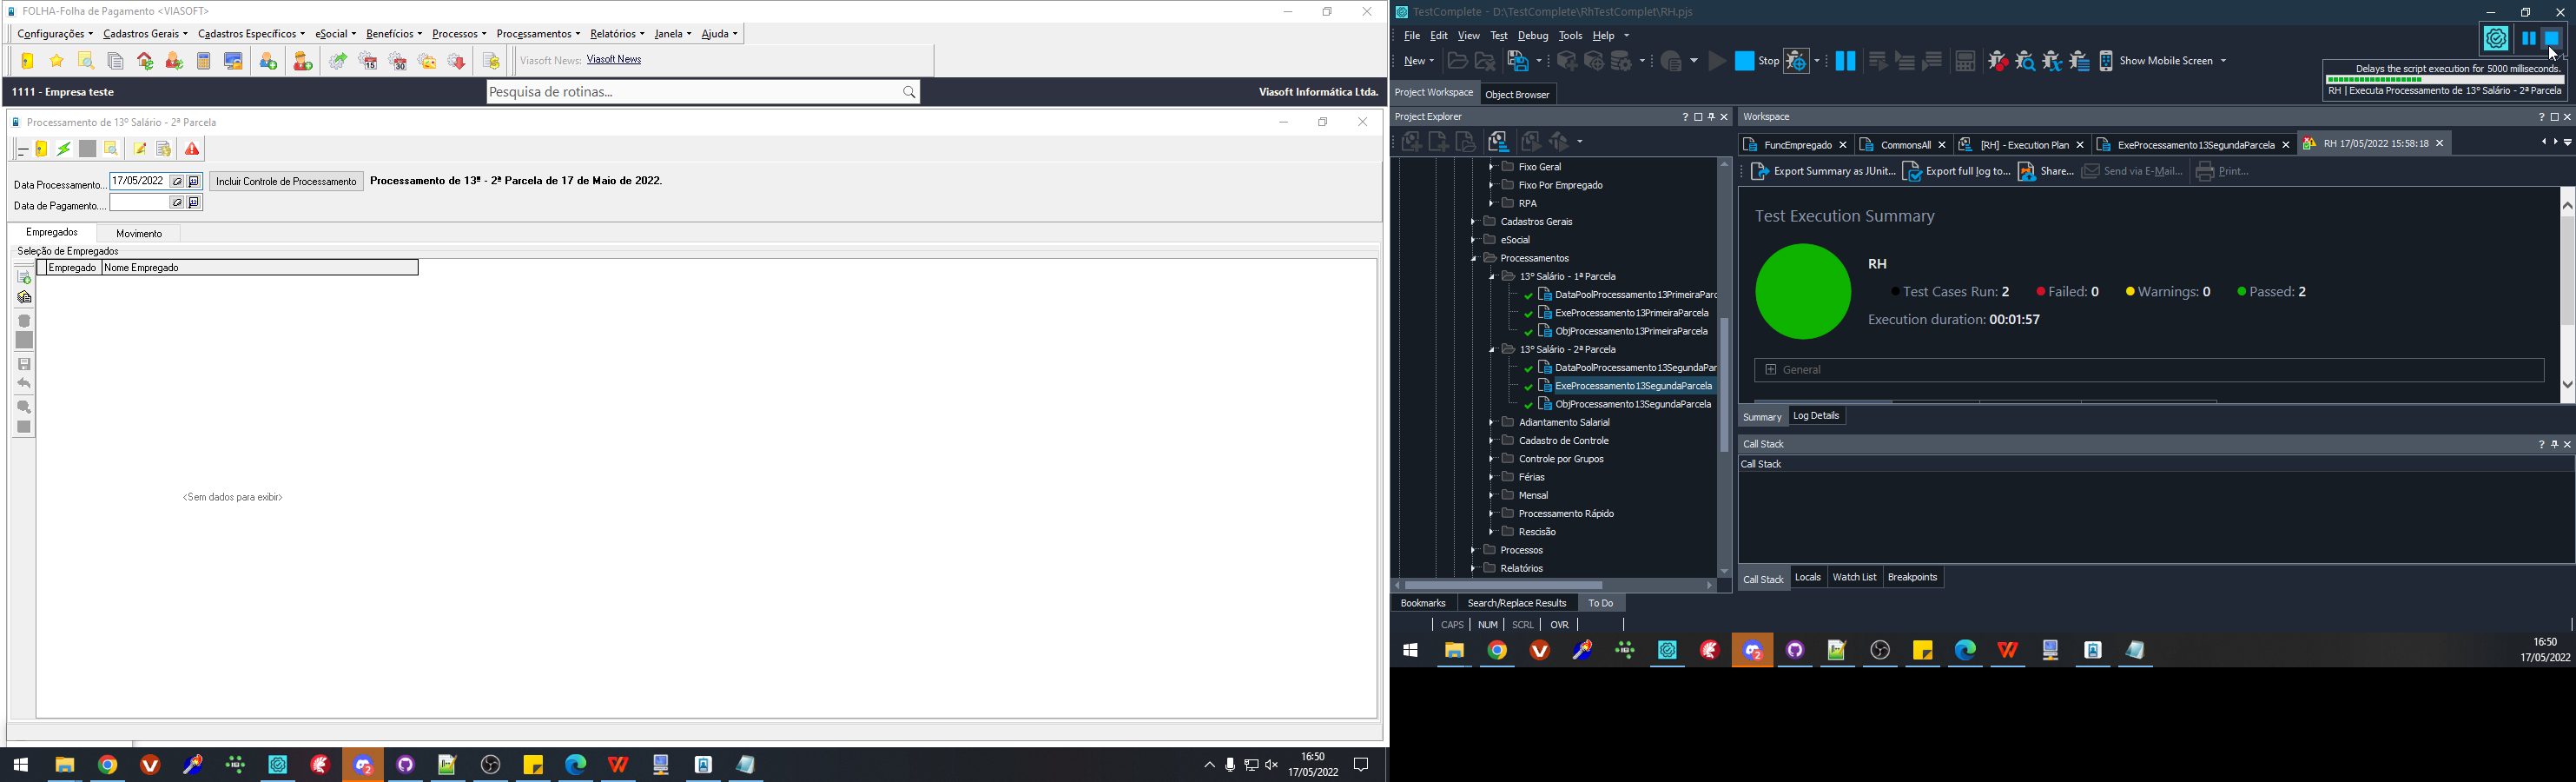 FOLHA-Folha de Pagamento <VIASOFT>
Configurações Cadastros Gerais Cadastros Específicos eSocial Benefícios Processos Processamentos Relatórios Janela Ajuda
15 30 Viasoft News: Viasoft News
1111 - Empresa teste
Pesquisa de rotinas...
Viasoft Informática Ltda.
Processamento de 13º Salário - 2ª Parcela
Data Processamento... 17/05/2022 Incluir Controle de Processamento Processamento de 13ª - 2ª Parcela de 17 de Maio de 2022.
Data de Pagamento....
Empregados Movimento
Seleção de Empregados
Empregado Nome Empregado
<Sem dados para exibir>
16:50
17/05/2022
TestComplete - D:\TestComplete\RhTestComplet\RH.pjs
File Edit View Test Debug Tools Help
New Stop Show Mobile Screen
Delays the script execution for 5000 milliseconds.
RH | Executa Processamento de 13º Salário - 2ª Parcela
Project Workspace Object Browser
Project Explorer
Fixo Geral
Fixo Por Empregado
RPA
Cadastros Gerais
eSocial
Processamentos
13º Salário - 1ª Parcela
DataPoolProcessamento13PrimeiraParc
ExeProcessamento13PrimeiraParcela
ObjProcessamento13PrimeiraParcela
13º Salário - 2ª Parcela
DataPoolProcessamento13SegundaPar
ExeProcessamento13SegundaParcela
ObjProcessamento13SegundaParcela
Adiantamento Salarial
Cadastro de Controle
Controle por Grupos
Férias
Mensal
Processamento Rápido
Rescisão
Processos
Relatórios
Bookmarks Search/Replace Results To Do
CAPS NUM SCRL OVR
Workspace
FuncEmpregado CommonsAll [RH] - Execution Plan ExeProcessamento13SegundaParcela RH 17/05/2022 15:58:18
Export Summary as JUnit... Export full log to... Share... Send via E-Mail... Print...
Test Execution Summary
RH
Test Cases Run: 2 Failed: 0 Warnings: 0 Passed: 2
Execution duration: 00:01:57
General
Summary Log Details
Call Stack
Call Stack
Call Stack Locals Watch List Breakpoints
16:50
17/05/2022